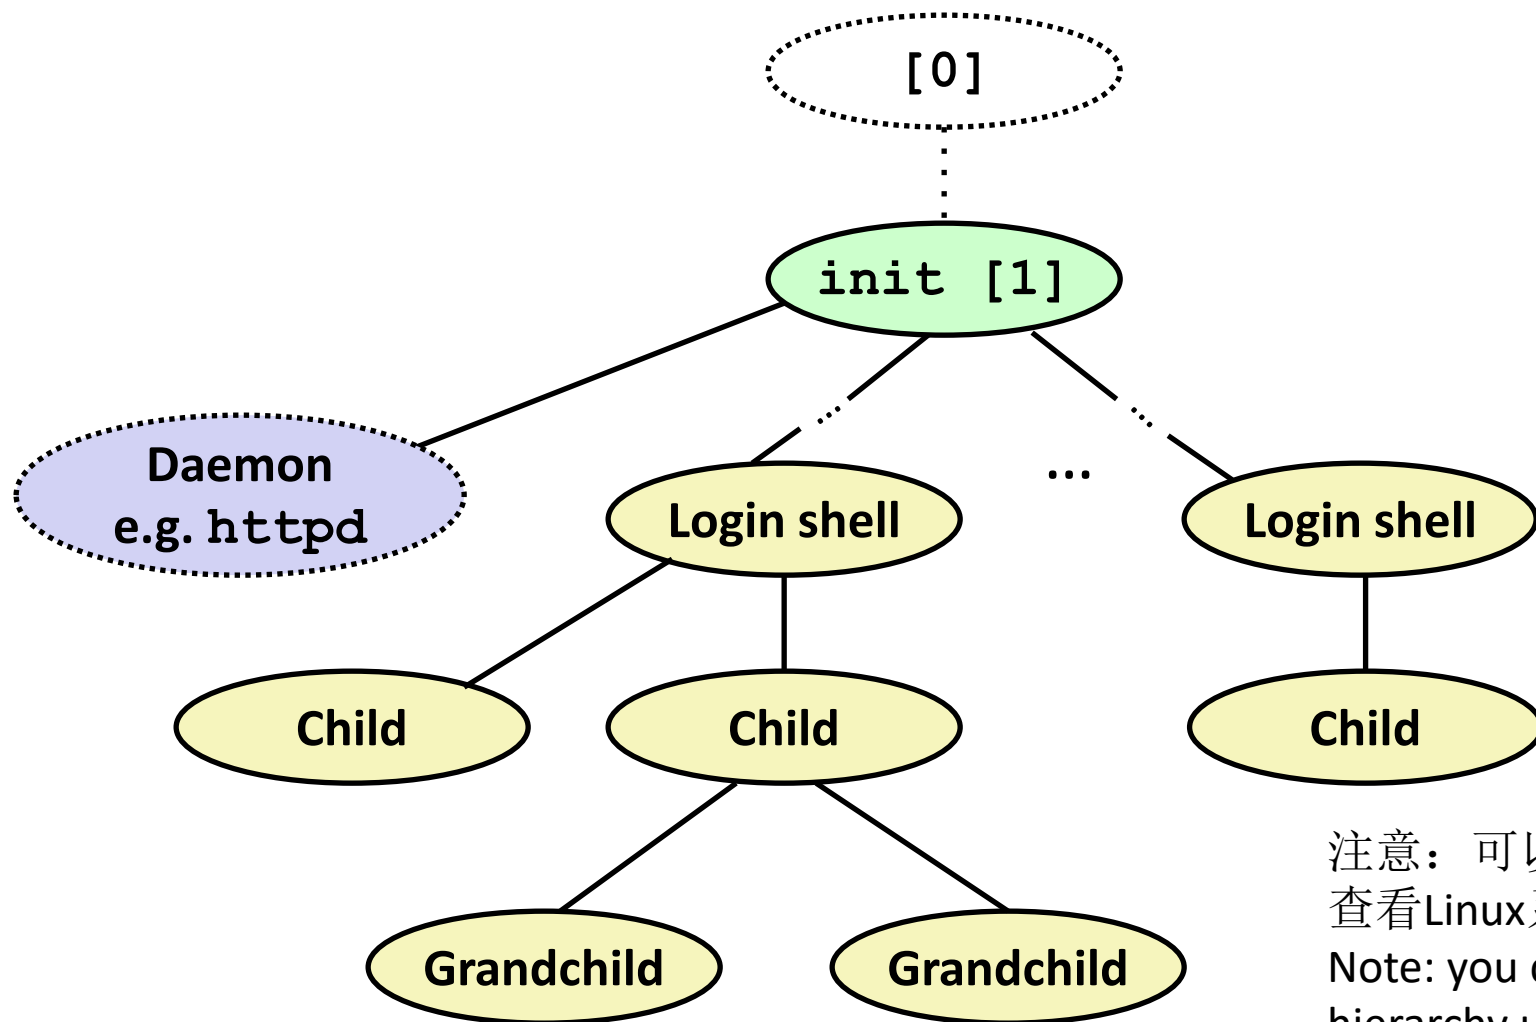 [0]
init [1]
Daemon
e.g. httpd
...
Login shell
...
Login shell
Child
Child
Child
Grandchild
Grandchild
注意：可
查看Linux
Note: you
hierarchy